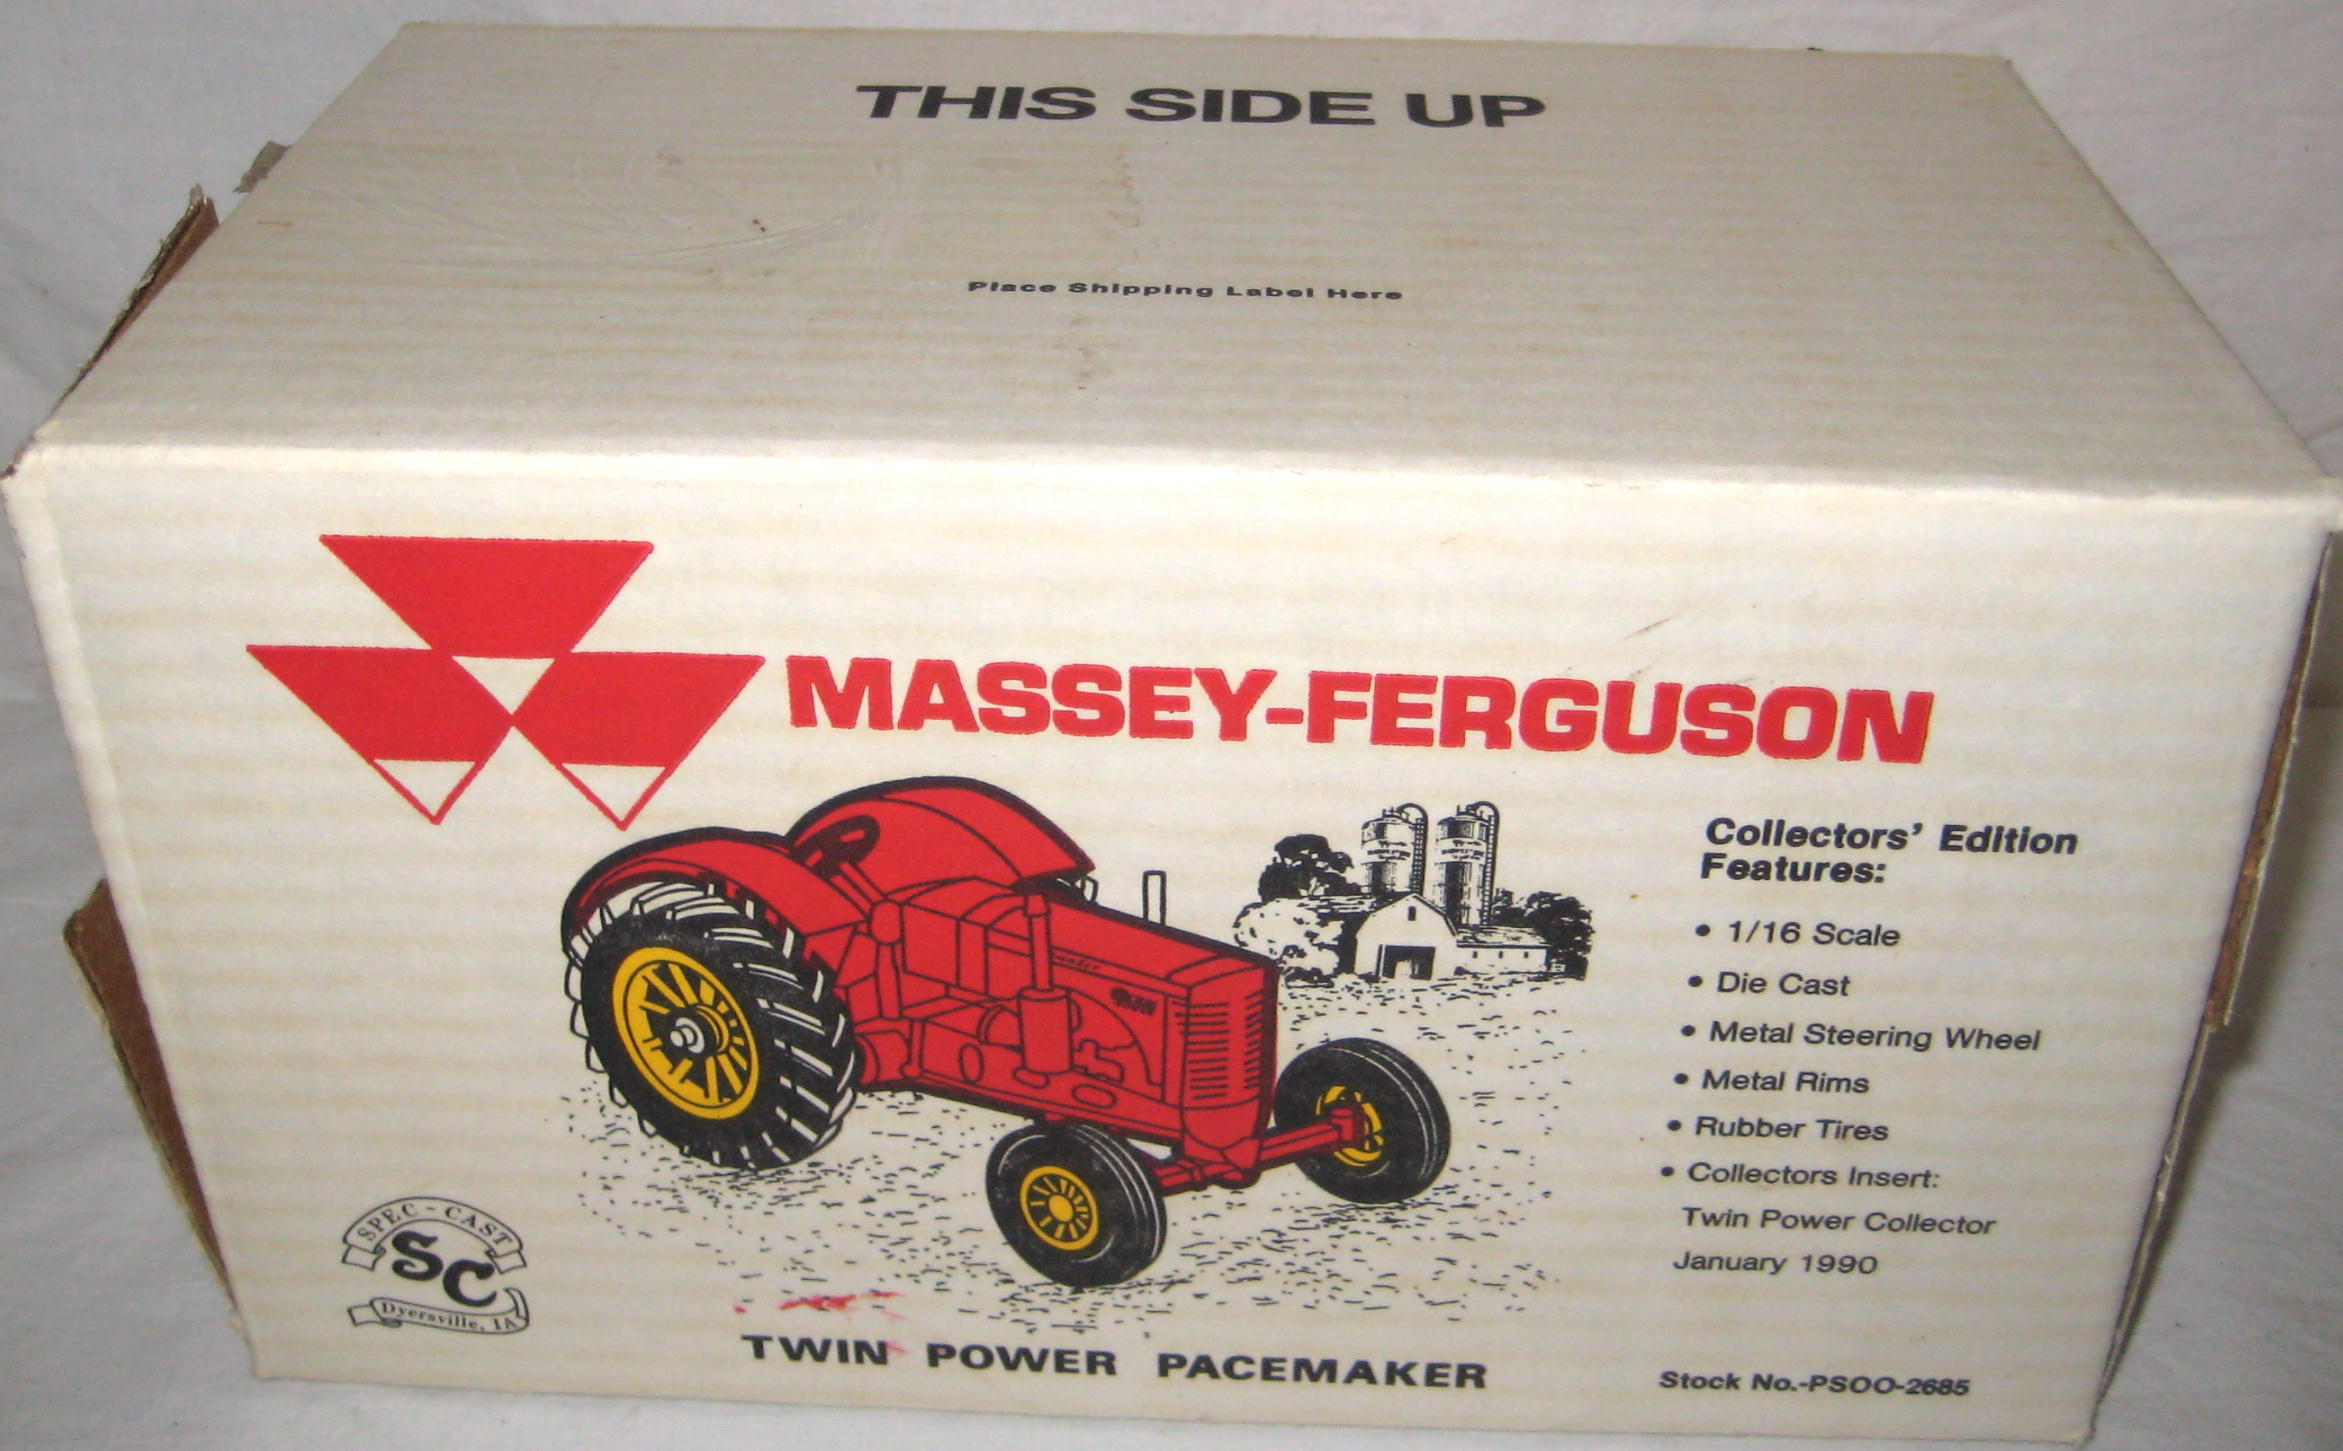 THIS SIDE UP
Place Shipping Label Here
MASSEY-FERGUSON
Collectors' Edition
Features:
• 1/16 Scale
• Die Cast
• Metal Steering Wheel
• Metal Rims
• Rubber Tires
• Collectors Insert:
Twin Power Collector
January 1990
SPEC-CAST
SC
Dyersville, IA
TWIN POWER PACEMAKER
Stock No.-PSOO-2685